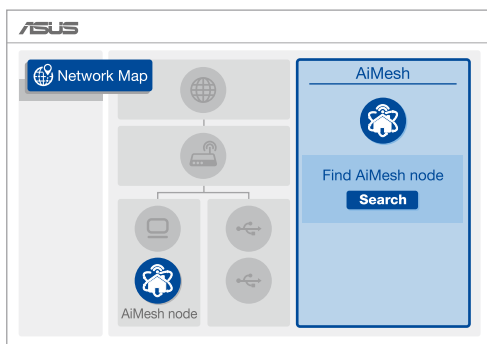 ASUS
Network Map
AiMesh node
AiMesh
Find AiMesh node
Search